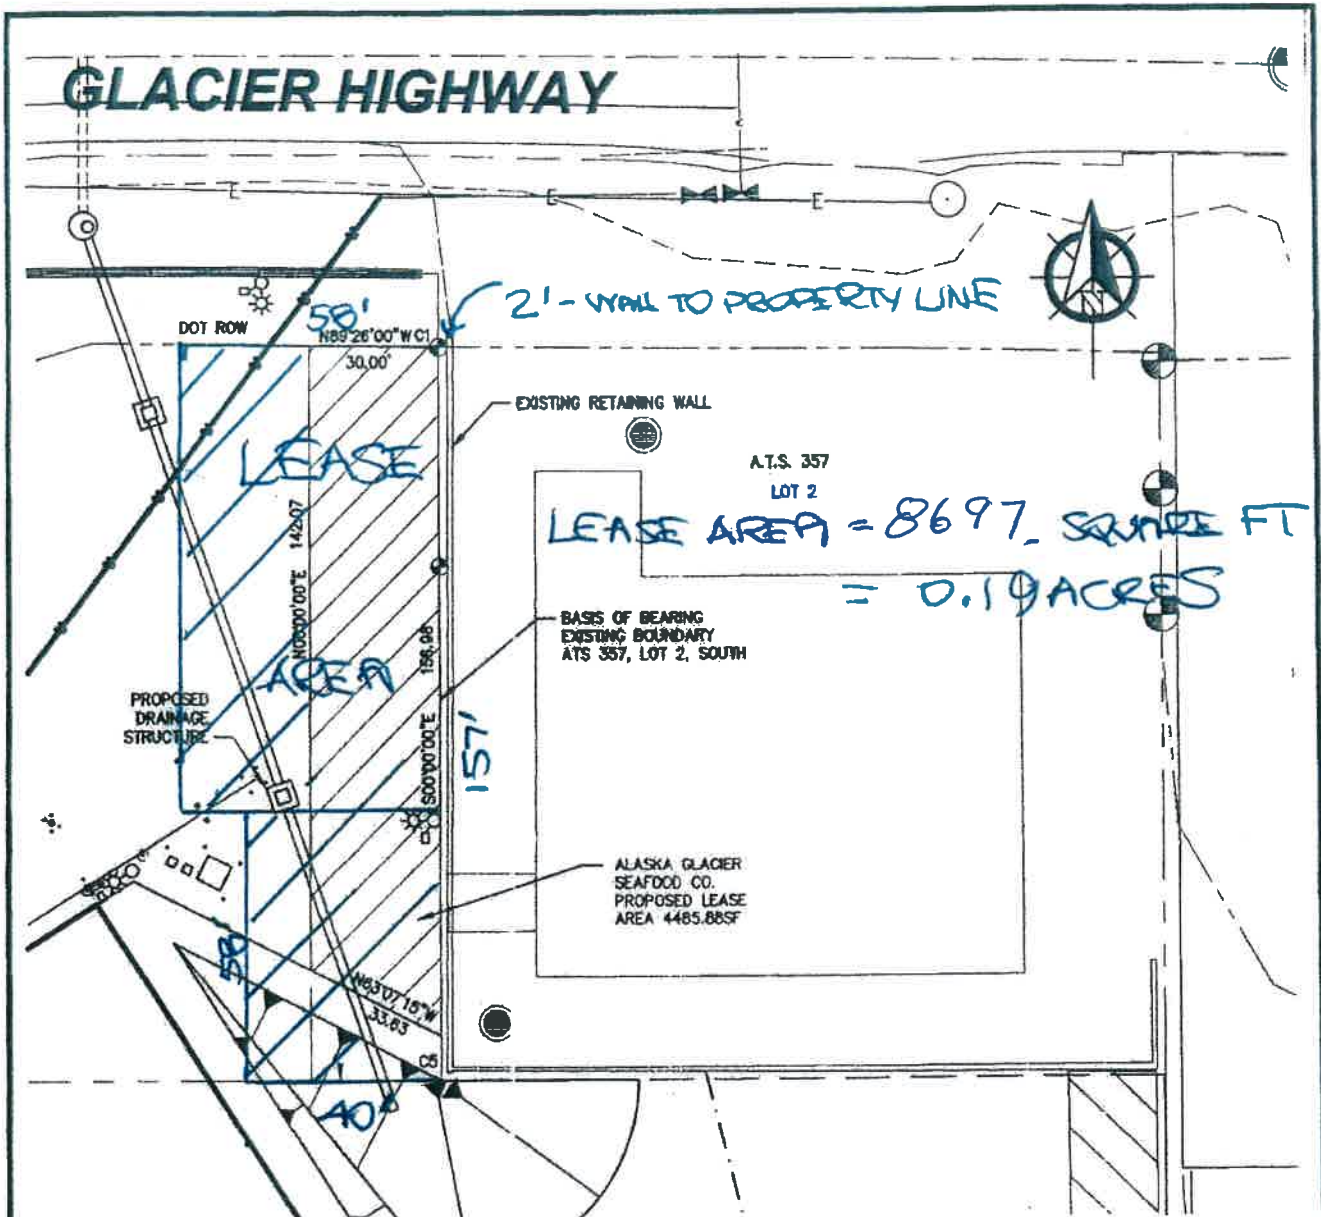 GLACIER HIGHWAY
E
E
E
2'-WALL TO PROPERTY LINE
58'
DOT ROW
N89°26'00"W C1
30.00'
N
EXISTING RETAINING WALL
A.T.S. 357
LOT 2
LEASE
LEASE AREA = 8697 SQUARE FT
= 0.19 ACRES
N00°00'00"E 142.07
BASIS OF BEARING
EXISTING BOUNDARY
ATS 357, LOT 2, SOUTH
156.98
S00°00'00"E
AREA
PROPOSED
DRAINAGE
STRUCTURE
157'
ALASKA GLACIER
SEAFOOD CO.
PROPOSED LEASE
AREA 4485.88SF
58'
N63°07'15"W
33.63
C5
40'